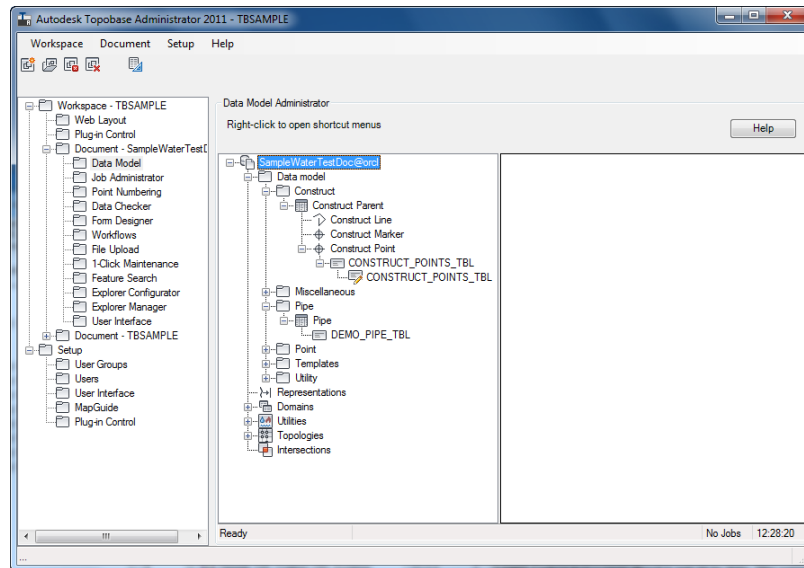 Autodesk Topobase Administrator 2011 - TBSAMPLE
Workspace Document Setup Help
Workspace - TBSAMPLE
Web Layout
Plug-in Control
Document - SampleWaterTestD
Data Model
Job Administrator
Point Numbering
Data Checker
Form Designer
Workflows
File Upload
1-Click Maintenance
Feature Search
Explorer Configurator
Explorer Manager
User Interface
Document - TBSAMPLE
Setup
User Groups
Users
User Interface
MapGuide
Plug-in Control
Data Model Administrator
Right-click to open shortcut menus
Help
SampleWaterTestDoc@orcl
Data model
Construct
Construct Parent
Construct Line
Construct Marker
Construct Point
CONSTRUCT_POINTS_TBL
CONSTRUCT_POINTS_TBL
Miscellaneous
Pipe
Pipe
DEMO_PIPE_TBL
Point
Templates
Utility
Representations
Domains
Utilities
Topologies
Intersections
Ready
No Jobs 12:28:20
...